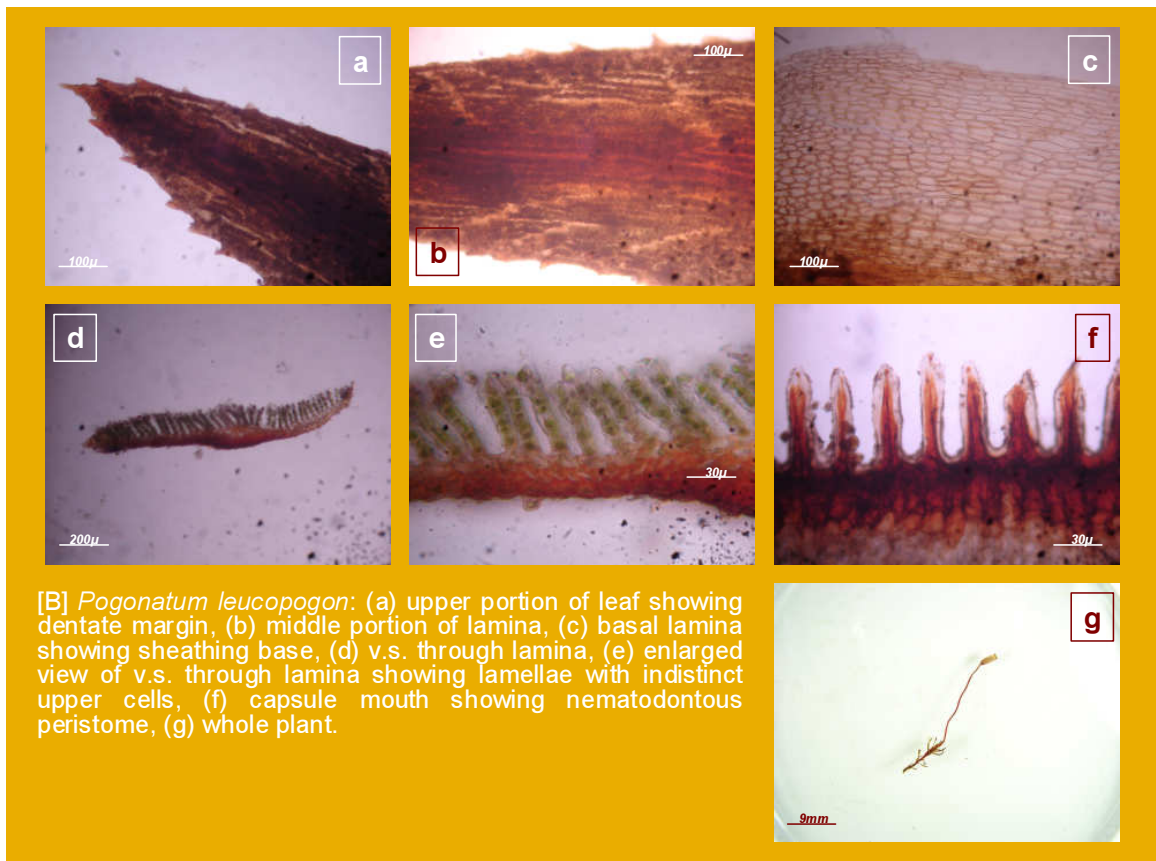 a
100μ
b
100μ
c
100μ
d
200μ
e
30μ
f
30μ
[B] Pogonatum leucopogon: (a) upper portion of leaf showing
dentate margin, (b) middle portion of lamina, (c) basal lamina
showing sheathing base, (d) v.s. through lamina, (e) enlarged
view of v.s. through lamina showing lamellae with indistinct
upper cells, (f) capsule mouth showing nematodontous
peristome, (g) whole plant.
g
9mm